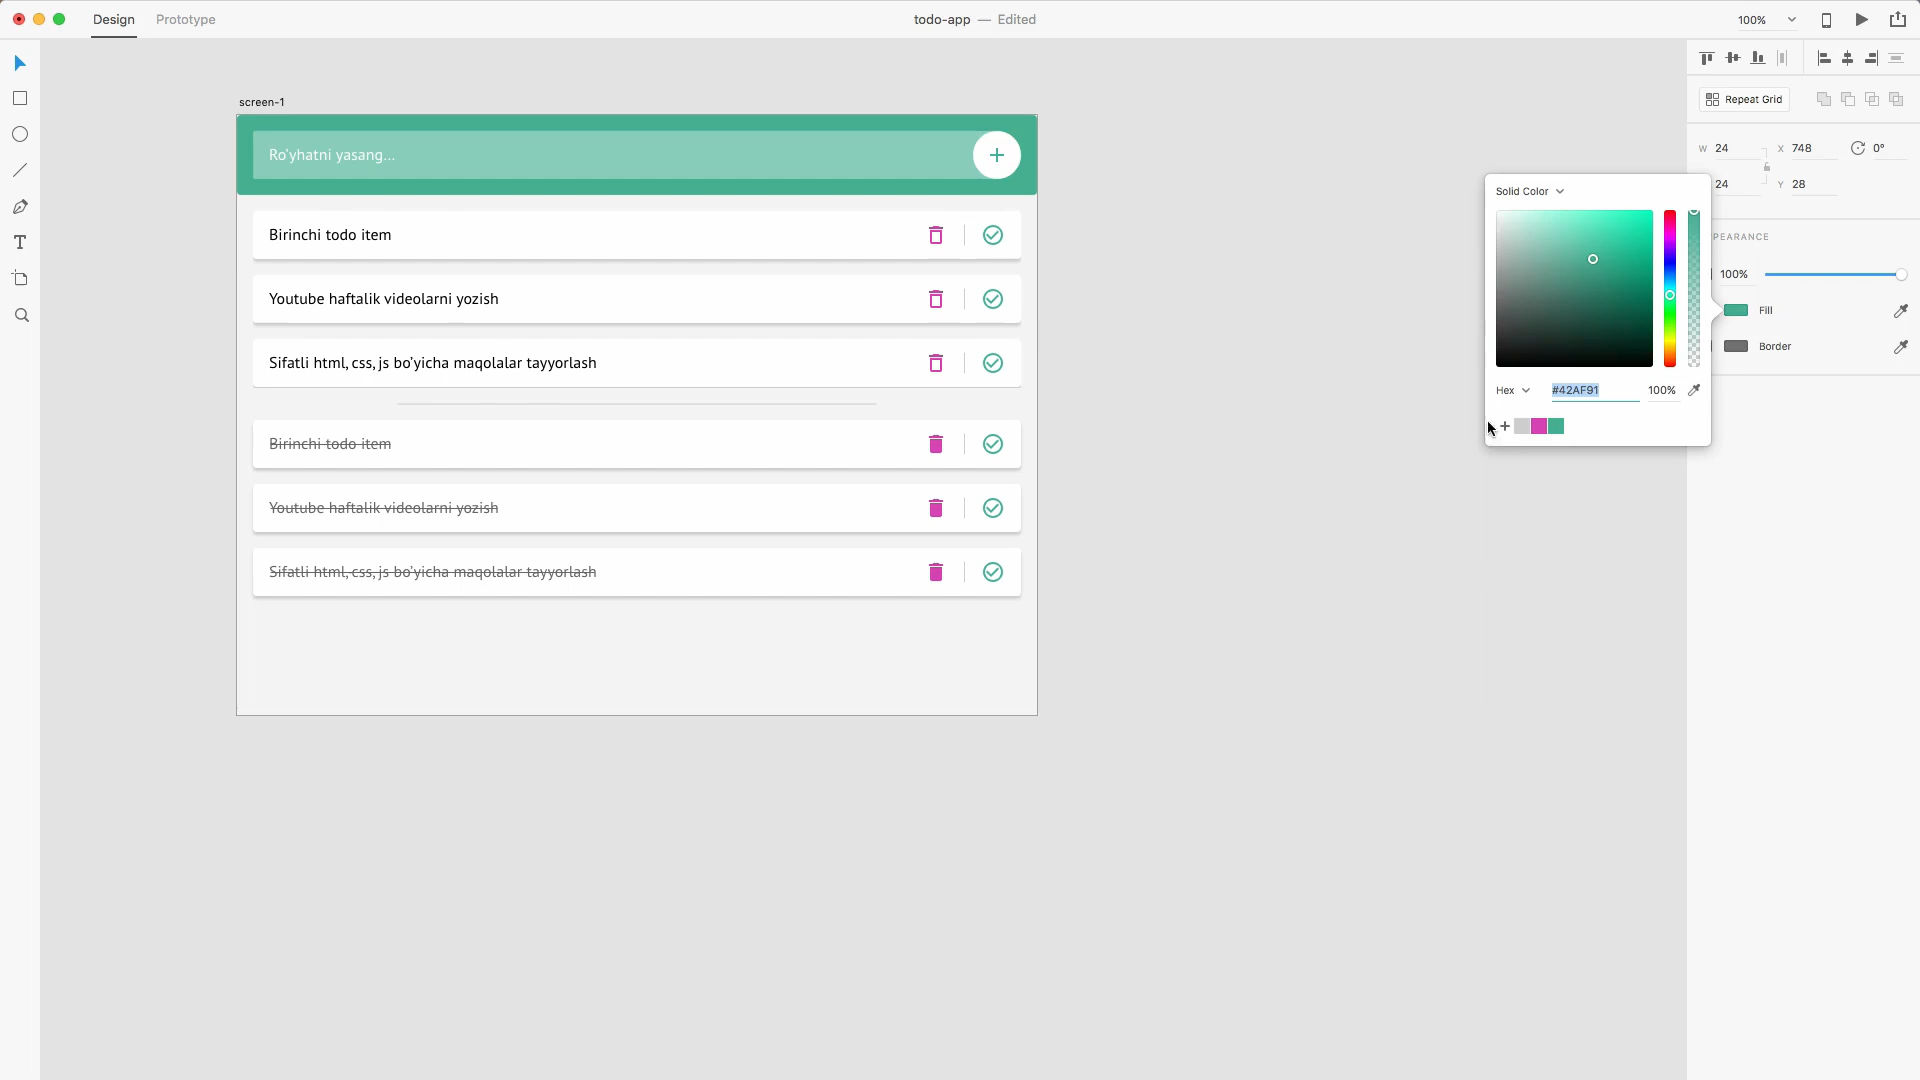 Design Prototype todo-app — Edited 100%
screen-1
Repeat Grid
Ro'yhatni yasang...
W 24 X 748 0°
24 Y 28
Solid Color
Birinchi todo item
PEARANCE
100%
Youtube haftalik videolarni yozish
Fill
Border
Sifatli html, css, js bo'yicha maqolalar tayyorlash
Hex #42AF91 100%
Birinchi todo item
Youtube haftalik videolarni yozish
Sifatli html, css, js bo'yicha maqolalar tayyorlash